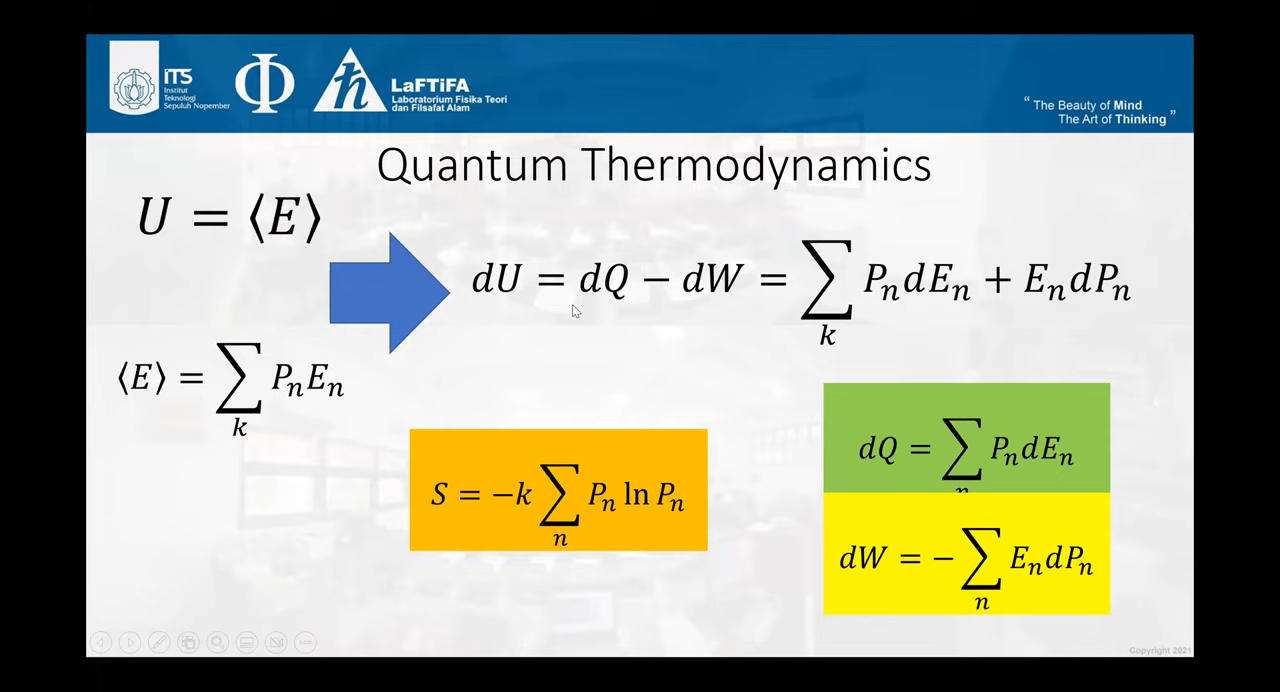 iTS
Institut
Teknologi
Sepuluh Nopember
Φ
ℏ
LaFTiFA
Laboratorium Fisika Teori
dan Filsafat Alam
“ The Beauty of Mind
The Art of Thinking ”
Quantum Thermodynamics
U = ⟨E⟩
dU = dQ − dW = ∑_k P_n dE_n + E_n dP_n
⟨E⟩ = ∑_k P_n E_n
S = −k ∑_n P_n ln P_n
dQ = ∑_n P_n dE_n
dW = − ∑_n E_n dP_n
Copyright 2021